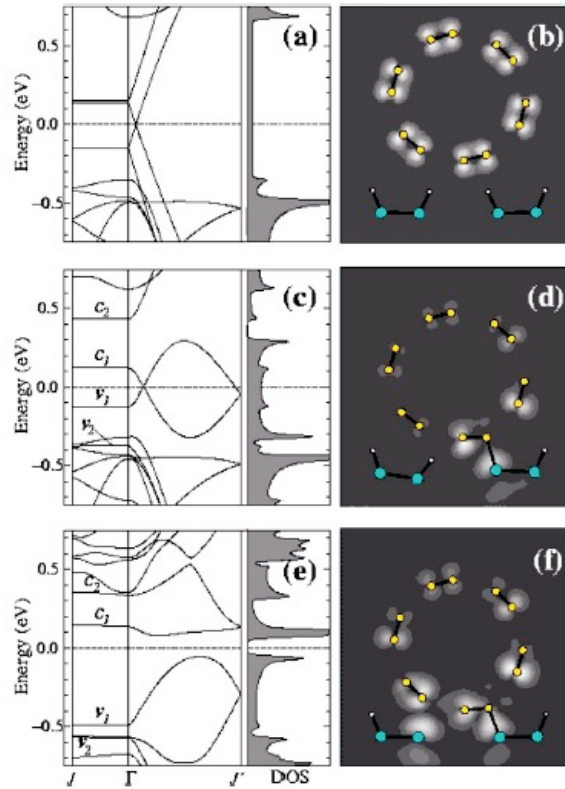 (a)
(b)
0.5
0.0
-0.5
Energy (eV)
(c)
(d)
c2
c1
v1
v2
0.5
0.0
-0.5
Energy (eV)
(e)
(f)
c2
c1
v1
v2
0.5
0.0
-0.5
Energy (eV)
J Γ J' DOS